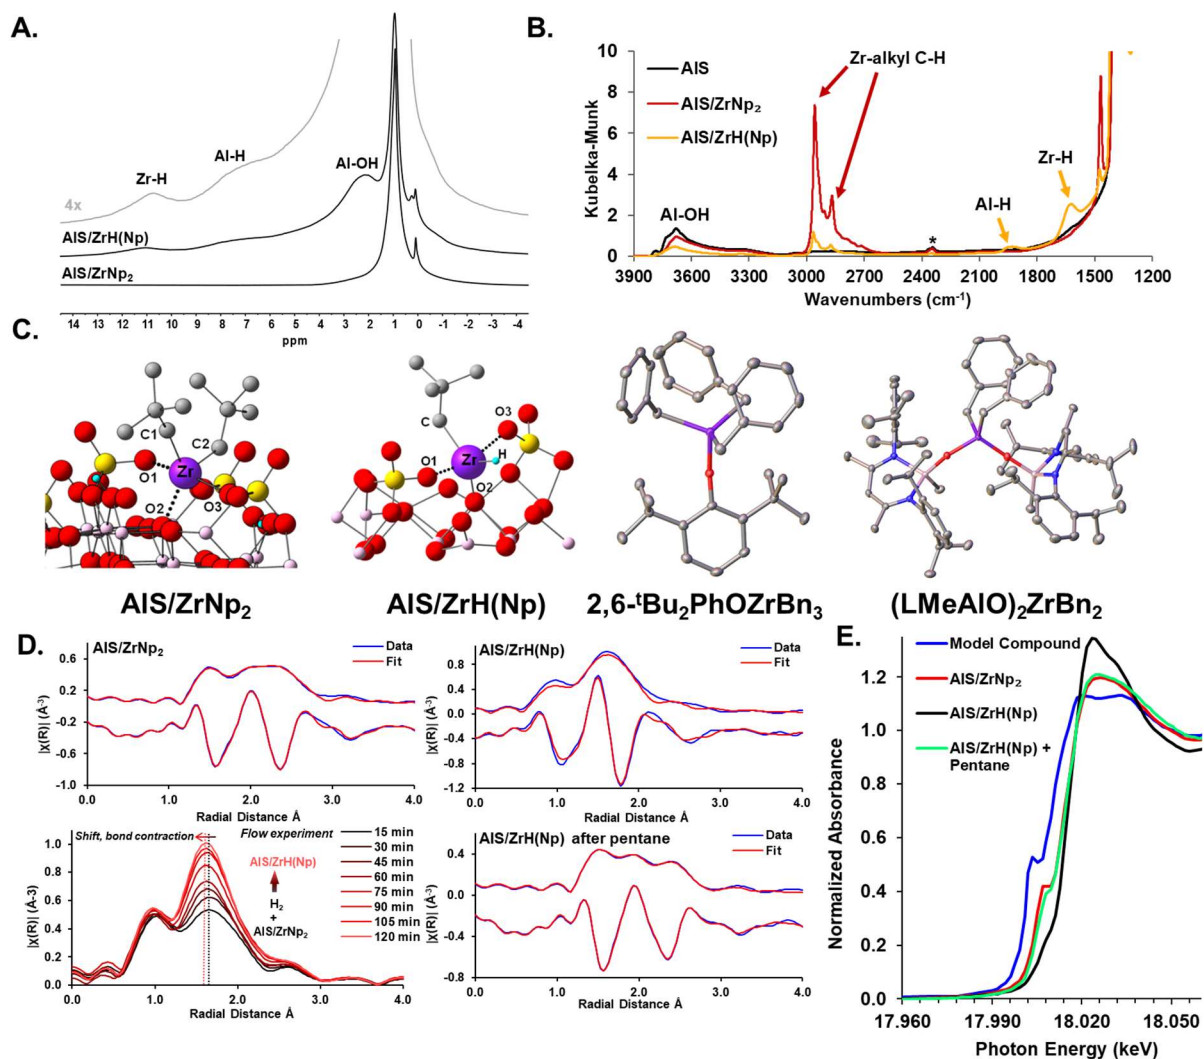 A.
Zr-H
Al-H
Al-OH
4x
AlS/ZrH(Np)
AlS/ZrNp₂
14 13 12 11 10 9 8 7 6 5 4 3 2 1 0 -1 -2 -3 -4
ppm
B.
10
8
6
4
2
0
Kubelka-Munk
AlS
AlS/ZrNp₂
AlS/ZrH(Np)
Zr-alkyl C-H
Zr-H
Al-H
Al-OH
*
3900 3600 3300 3000 2700 2400 2100 1800 1500 1200
Wavenumbers (cm⁻¹)
C.
C1
C2
Zr
O1
O2
O3
C
O3
Zr
H
O1
O2
AlS/ZrNp₂
AlS/ZrH(Np)
2,6-ᵗBu₂PhOZrBn₃
(LMeAlO)₂ZrBn₂
D.
AlS/ZrNp₂
Data
Fit
0.6
0.2
-0.2
-0.6
-1.0
|χ(R)| (Å⁻³)
0.0 1.0 2.0 3.0 4.0
Radial Distance Å
AlS/ZrH(Np)
Data
Fit
1.2
0.8
0.4
0.0
-0.4
-0.8
-1.2
|χ(R)| (Å⁻³)
0.0 1.0 2.0 3.0 4.0
Radial Distance Å
Shift, bond contraction
Flow experiment
AlS/ZrH(Np)
H₂
+
AlS/ZrNp₂
15 min
30 min
45 min
60 min
75 min
90 min
105 min
120 min
1.0
0.8
0.6
0.4
0.2
0.0
|χ(R)| (Å-3)
0.0 1.0 2.0 3.0 4.0
Radial Distance Å
AlS/ZrH(Np) after pentane
Data
Fit
0.4
0.0
-0.4
-0.8
|χ(R)| (Å⁻³)
0.0 1.0 2.0 3.0 4.0
Radial Distance Å
E.
Model Compound
AlS/ZrNp₂
AlS/ZrH(Np)
AlS/ZrH(Np) +
Pentane
1.2
1.0
0.8
0.6
0.4
0.2
0.0
Normalized Absorbance
17.960 17.990 18.020 18.050
Photon Energy (keV)